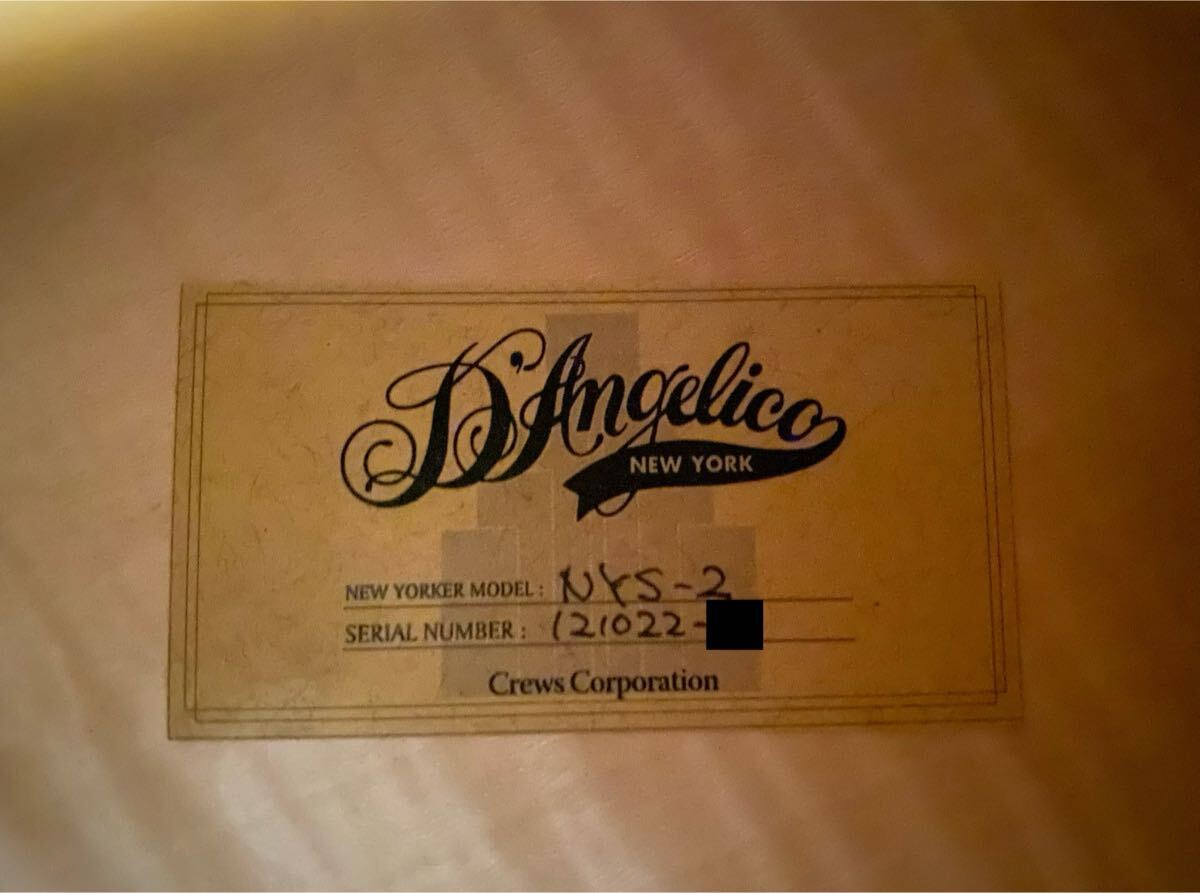 D'Angelico
NEW YORK
NEW YORKER MODEL : NYS-2
SERIAL NUMBER : 121022-
Crews Corporation